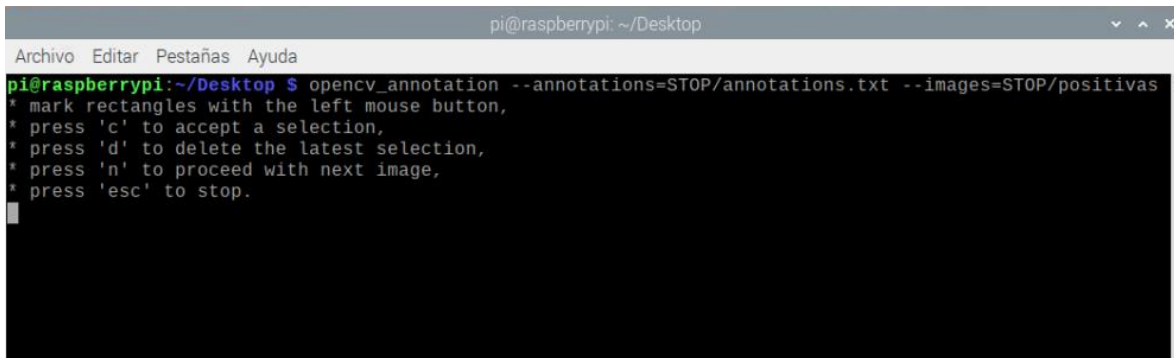 pi@raspberrypi: ~/Desktop
Archivo Editar Pestañas Ayuda
pi@raspberrypi:~/Desktop $ opencv_annotation --annotations=STOP/annotations.txt --images=STOP/positivas
* mark rectangles with the left mouse button,
* press 'c' to accept a selection,
* press 'd' to delete the latest selection,
* press 'n' to proceed with next image,
* press 'esc' to stop.